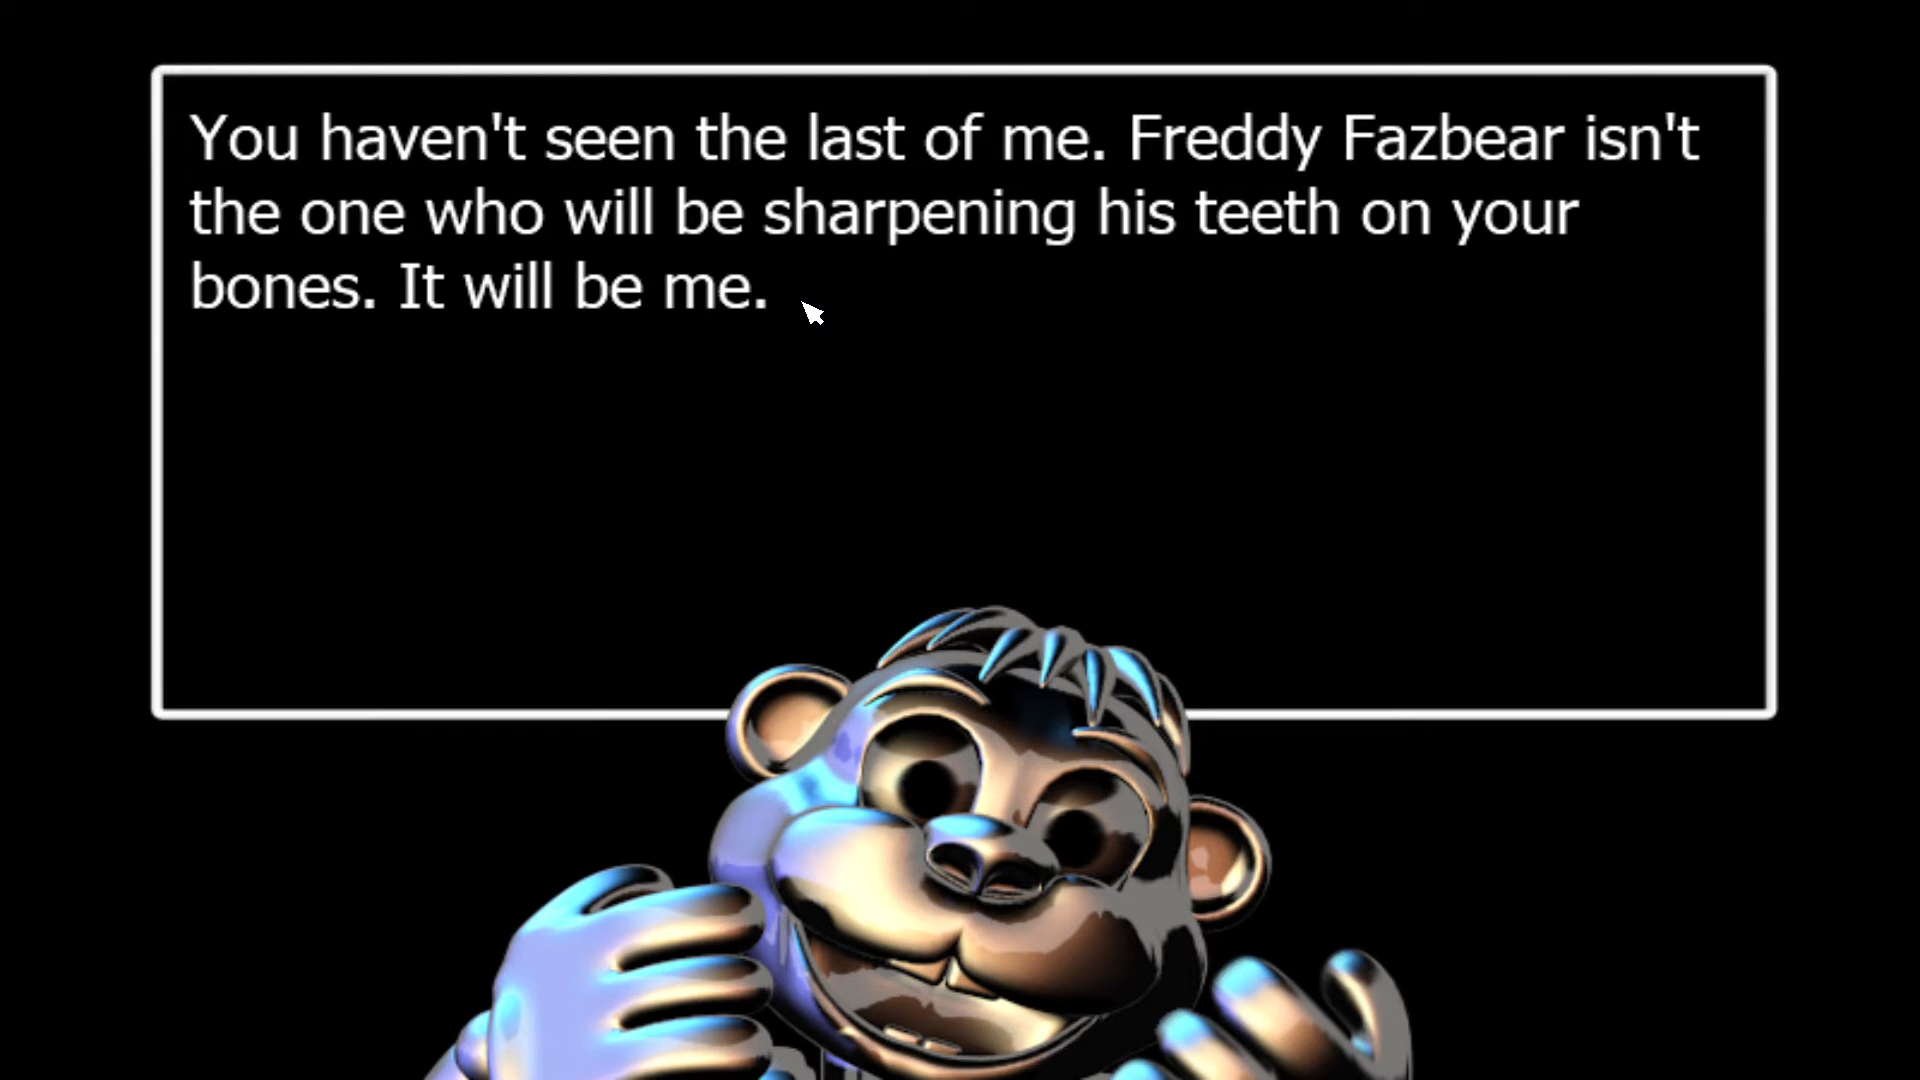 You haven't seen the last of me. Freddy Fazbear isn't
the one who will be sharpening his teeth on your
bones. It will be me.